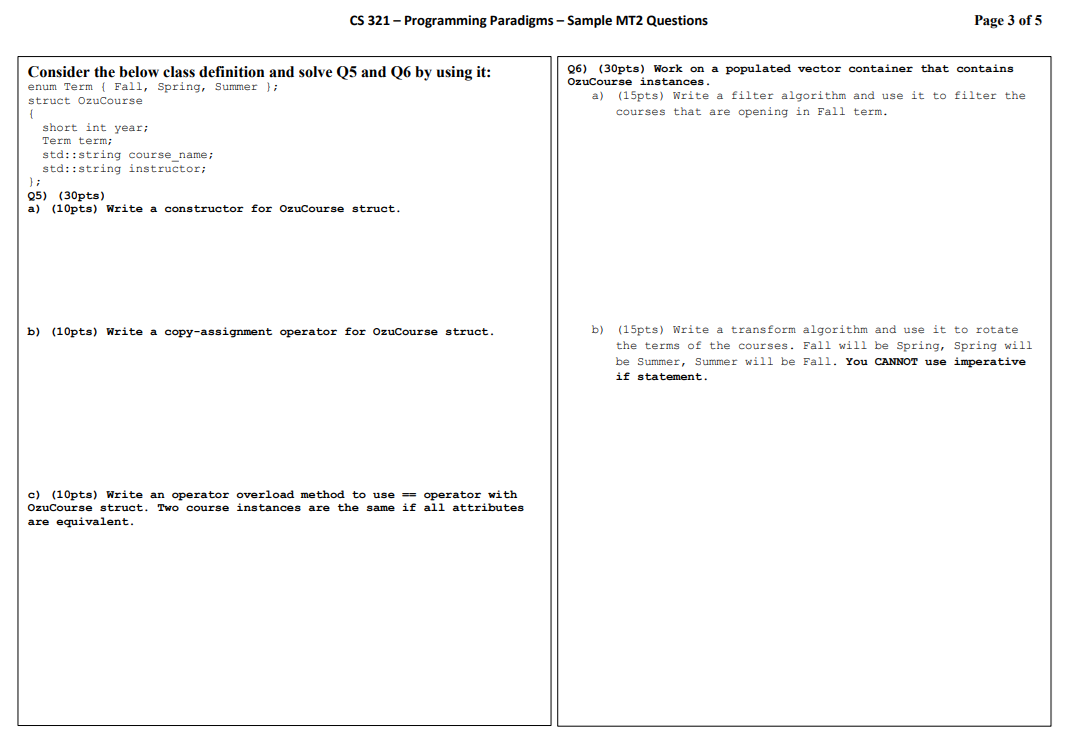 CS 321 – Programming Paradigms – Sample MT2 Questions
Page 3 of 5
Consider the below class definition and solve Q5 and Q6 by using it:
enum Term { Fall, Spring, Summer };
struct OzuCourse
{
short int year;
Term term;
std::string course_name;
std::string instructor;
};
Q5) (30pts)
a) (10pts) Write a constructor for OzuCourse struct.
b) (10pts) Write a copy-assignment operator for OzuCourse struct.
c) (10pts) Write an operator overload method to use == operator with
OzuCourse struct. Two course instances are the same if all attributes
are equivalent.
Q6) (30pts) Work on a populated vector container that contains
OzuCourse instances.
a) (15pts) Write a filter algorithm and use it to filter the
courses that are opening in Fall term.
b) (15pts) Write a transform algorithm and use it to rotate
the terms of the courses. Fall will be Spring, Spring will
be Summer, Summer will be Fall. You CANNOT use imperative
if statement.